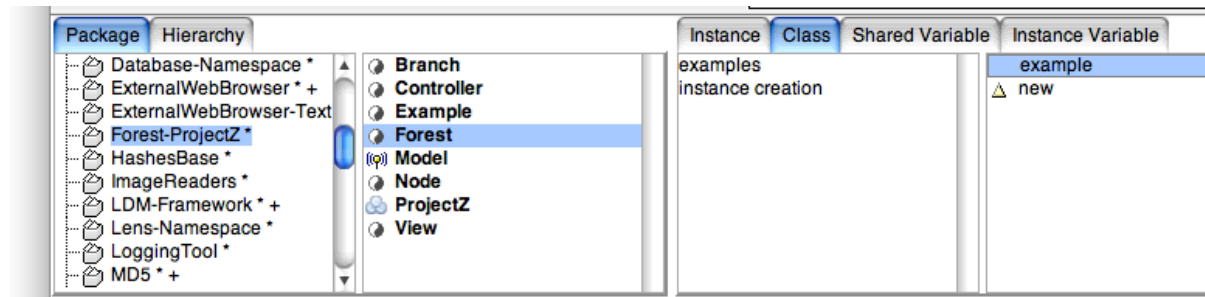 Package Hierarchy
Database-Namespace *
ExternalWebBrowser * +
ExternalWebBrowser-Text
Forest-ProjectZ *
HashesBase *
ImageReaders *
LDM-Framework * +
Lens-Namespace *
LoggingTool *
MD5 * +
Branch
Controller
Example
Forest
Model
Node
ProjectZ
View
Instance Class Shared Variable Instance Variable
examples
instance creation
example
new